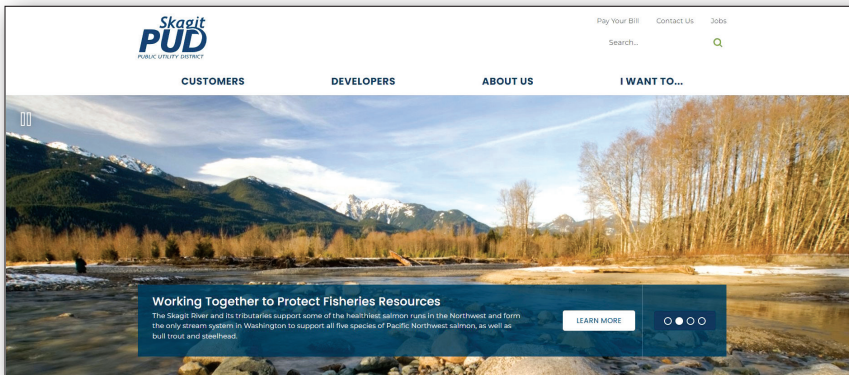 Skagit
PUD
PUBLIC UTILITY DISTRICT
Pay Your Bill Contact Us Jobs
Search...
CUSTOMERS DEVELOPERS ABOUT US I WANT TO...
Working Together to Protect Fisheries Resources
The Skagit River and its tributaries support some of the healthiest salmon runs in the Northwest and form
the only stream system in Washington to support all five species of Pacific Northwest salmon, as well as
bull trout and steelhead.
LEARN MORE